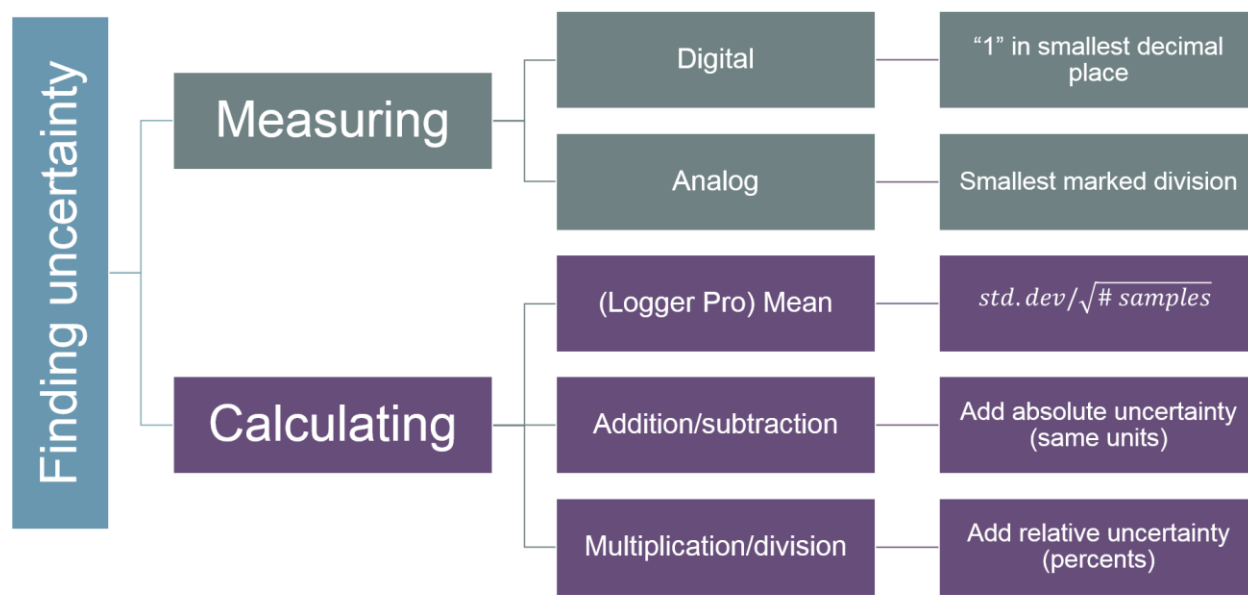 Finding uncertainty
Measuring
Digital
“1” in smallest decimal
place
Analog
Smallest marked division
Calculating
(Logger Pro) Mean
std. dev/√# samples
Addition/subtraction
Add absolute uncertainty
(same units)
Multiplication/division
Add relative uncertainty
(percents)